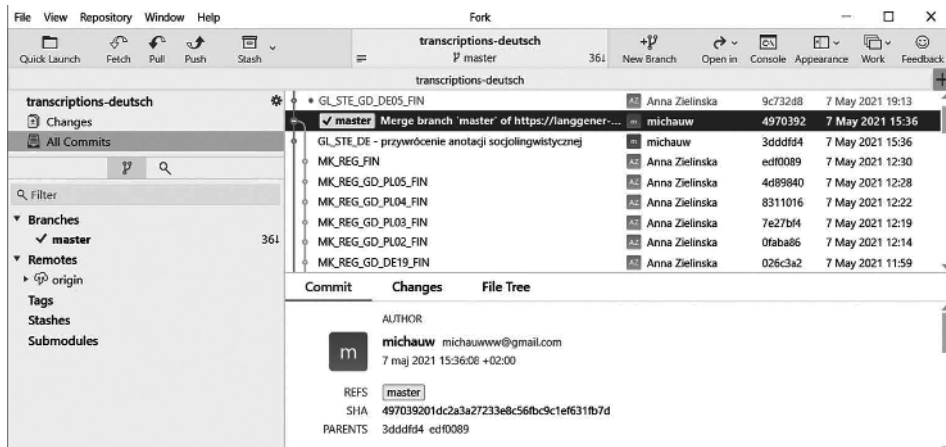 File View Repository Window Help Fork
Quick Launch Fetch Pull Push Stash transcriptions-deutsch master 36↓ New Branch Open in Console Appearance Work Feedback
transcriptions-deutsch
transcriptions-deutsch
Changes
All Commits
Filter
Branches
master 36↓
Remotes
origin
Tags
Stashes
Submodules
GL_STE_GD_DE05_FIN AZ Anna Zielinska 9c732d8 7 May 2021 19:13
master Merge branch 'master' of https://langgener-... m michauw 4970392 7 May 2021 15:36
GL_STE_DE - przywrócenie anotacji socjolingwistycznej m michauw 3dddfd4 7 May 2021 15:36
MK_REG_FIN AZ Anna Zielinska edf0089 7 May 2021 12:30
MK_REG_GD_PL05_FIN AZ Anna Zielinska 4d89840 7 May 2021 12:28
MK_REG_GD_PL04_FIN AZ Anna Zielinska 8311016 7 May 2021 12:22
MK_REG_GD_PL03_FIN AZ Anna Zielinska 7e27bf4 7 May 2021 12:19
MK_REG_GD_PL02_FIN AZ Anna Zielinska 0faba86 7 May 2021 12:14
MK_REG_GD_DE19_FIN AZ Anna Zielinska 026c3a2 7 May 2021 11:59
Commit Changes File Tree
AUTHOR
m
michauw michauwww@gmail.com
7 maj 2021 15:36:08 +02:00
REFS master
SHA 497039201dc2a3a27233e8c56fbc9c1ef631fb7d
PARENTS 3dddfd4 edf0089